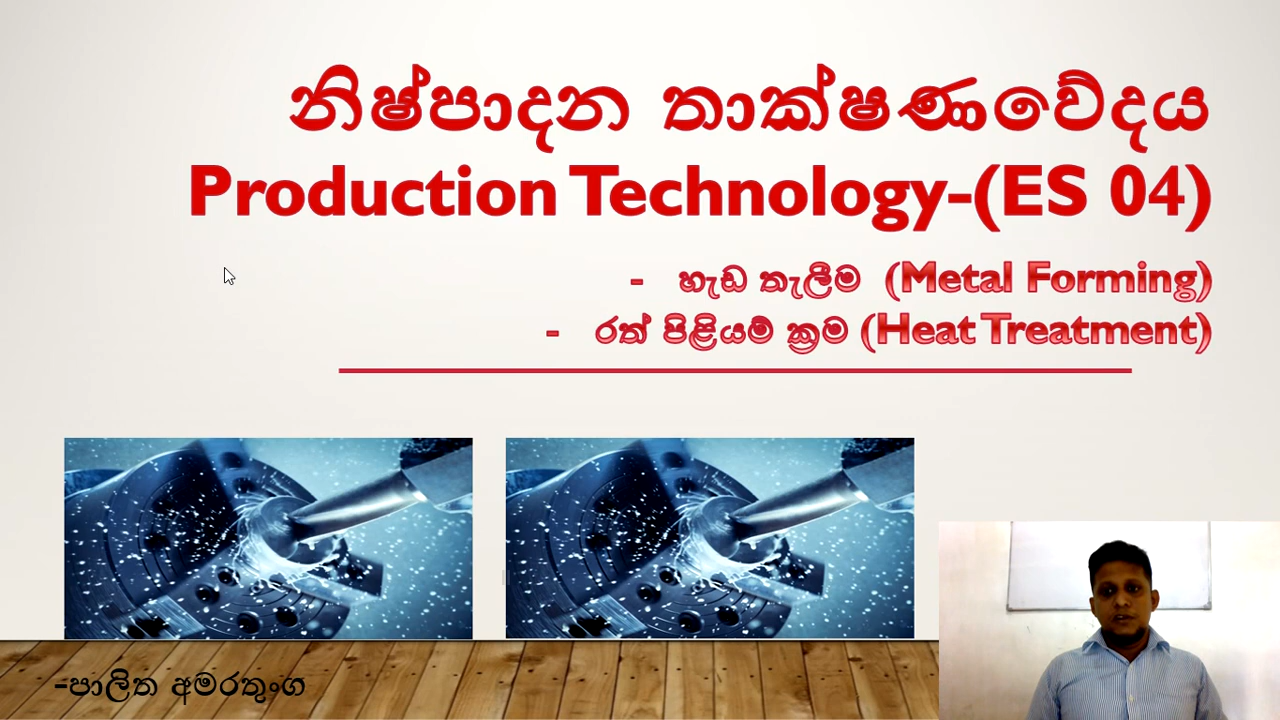 නිෂ්පාදන තාක්ෂණවේදය
Production Technology-(ES 04)
- හැඩ තැලීම (Metal Forming)
- රත් පිළියම් ක්‍රම (Heat Treatment)
-පාලිත අමරතුංග